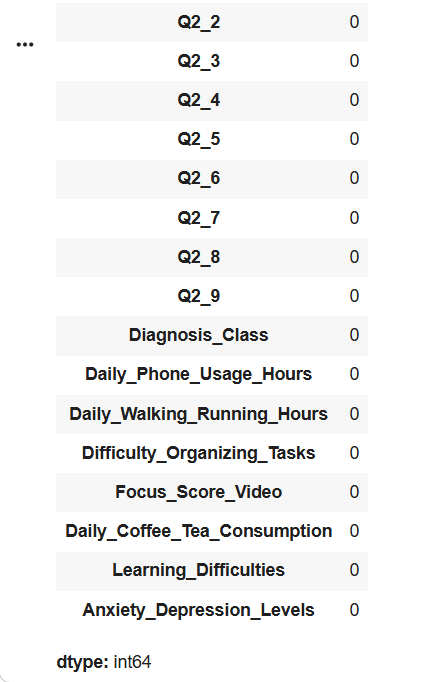 Q2_2 0
Q2_3 0
Q2_4 0
Q2_5 0
Q2_6 0
Q2_7 0
Q2_8 0
Q2_9 0
Diagnosis_Class 0
Daily_Phone_Usage_Hours 0
Daily_Walking_Running_Hours 0
Difficulty_Organizing_Tasks 0
Focus_Score_Video 0
Daily_Coffee_Tea_Consumption 0
Learning_Difficulties 0
Anxiety_Depression_Levels 0
dtype: int64